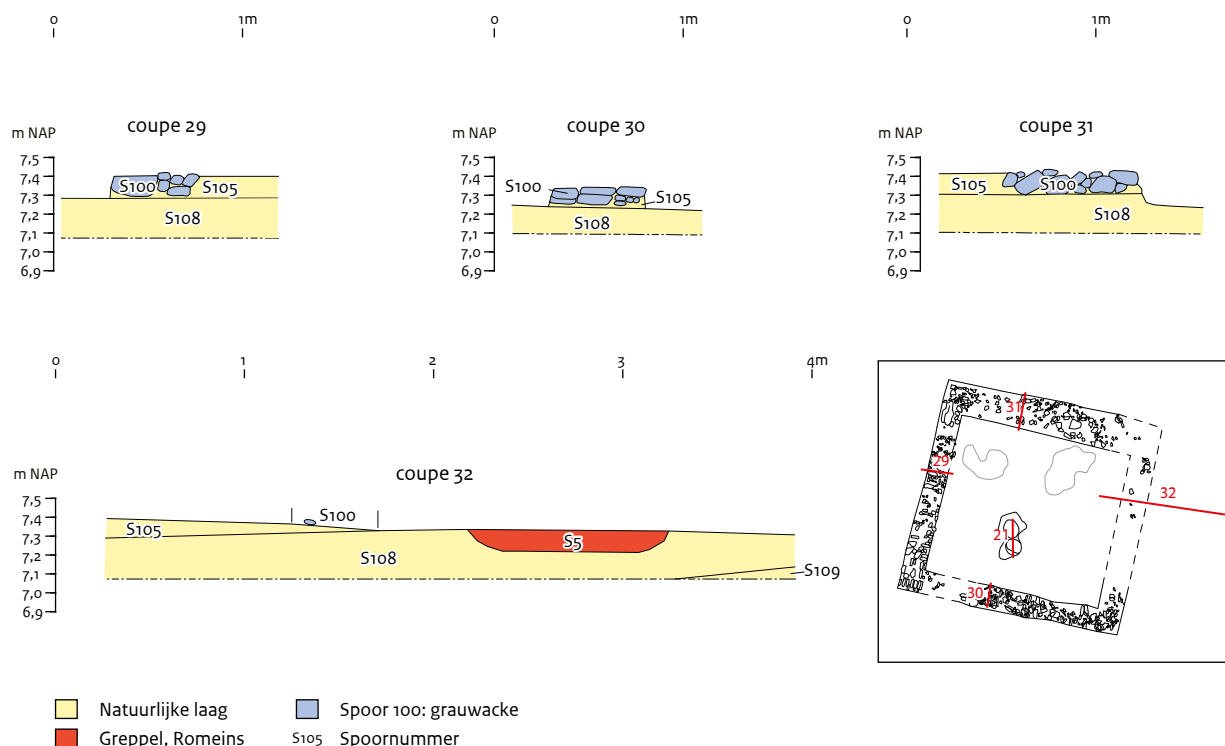 0 1m 0 1m 0 1m
coupe 29 coupe 30 coupe 31
m NAP m NAP m NAP
7,5 7,5 7,5
7,4 S100 S105 7,4 S100 7,4 S105 S100
7,3 7,3 S105 7,3
7,2 S108 7,2 S108 7,2 S108
7,1 7,1 7,1
7,0 7,0 7,0
6,9 6,9 6,9
0 1 2 3 4m
coupe 32
m NAP
7,5
7,4 S100
S105
7,3 S5
7,2 S108
7,1 S109
7,0
6,9
31
29
32
21
30
Natuurlijke laag Spoor 100: grauwacke
Greppel, Romeins S105 Spoornummer